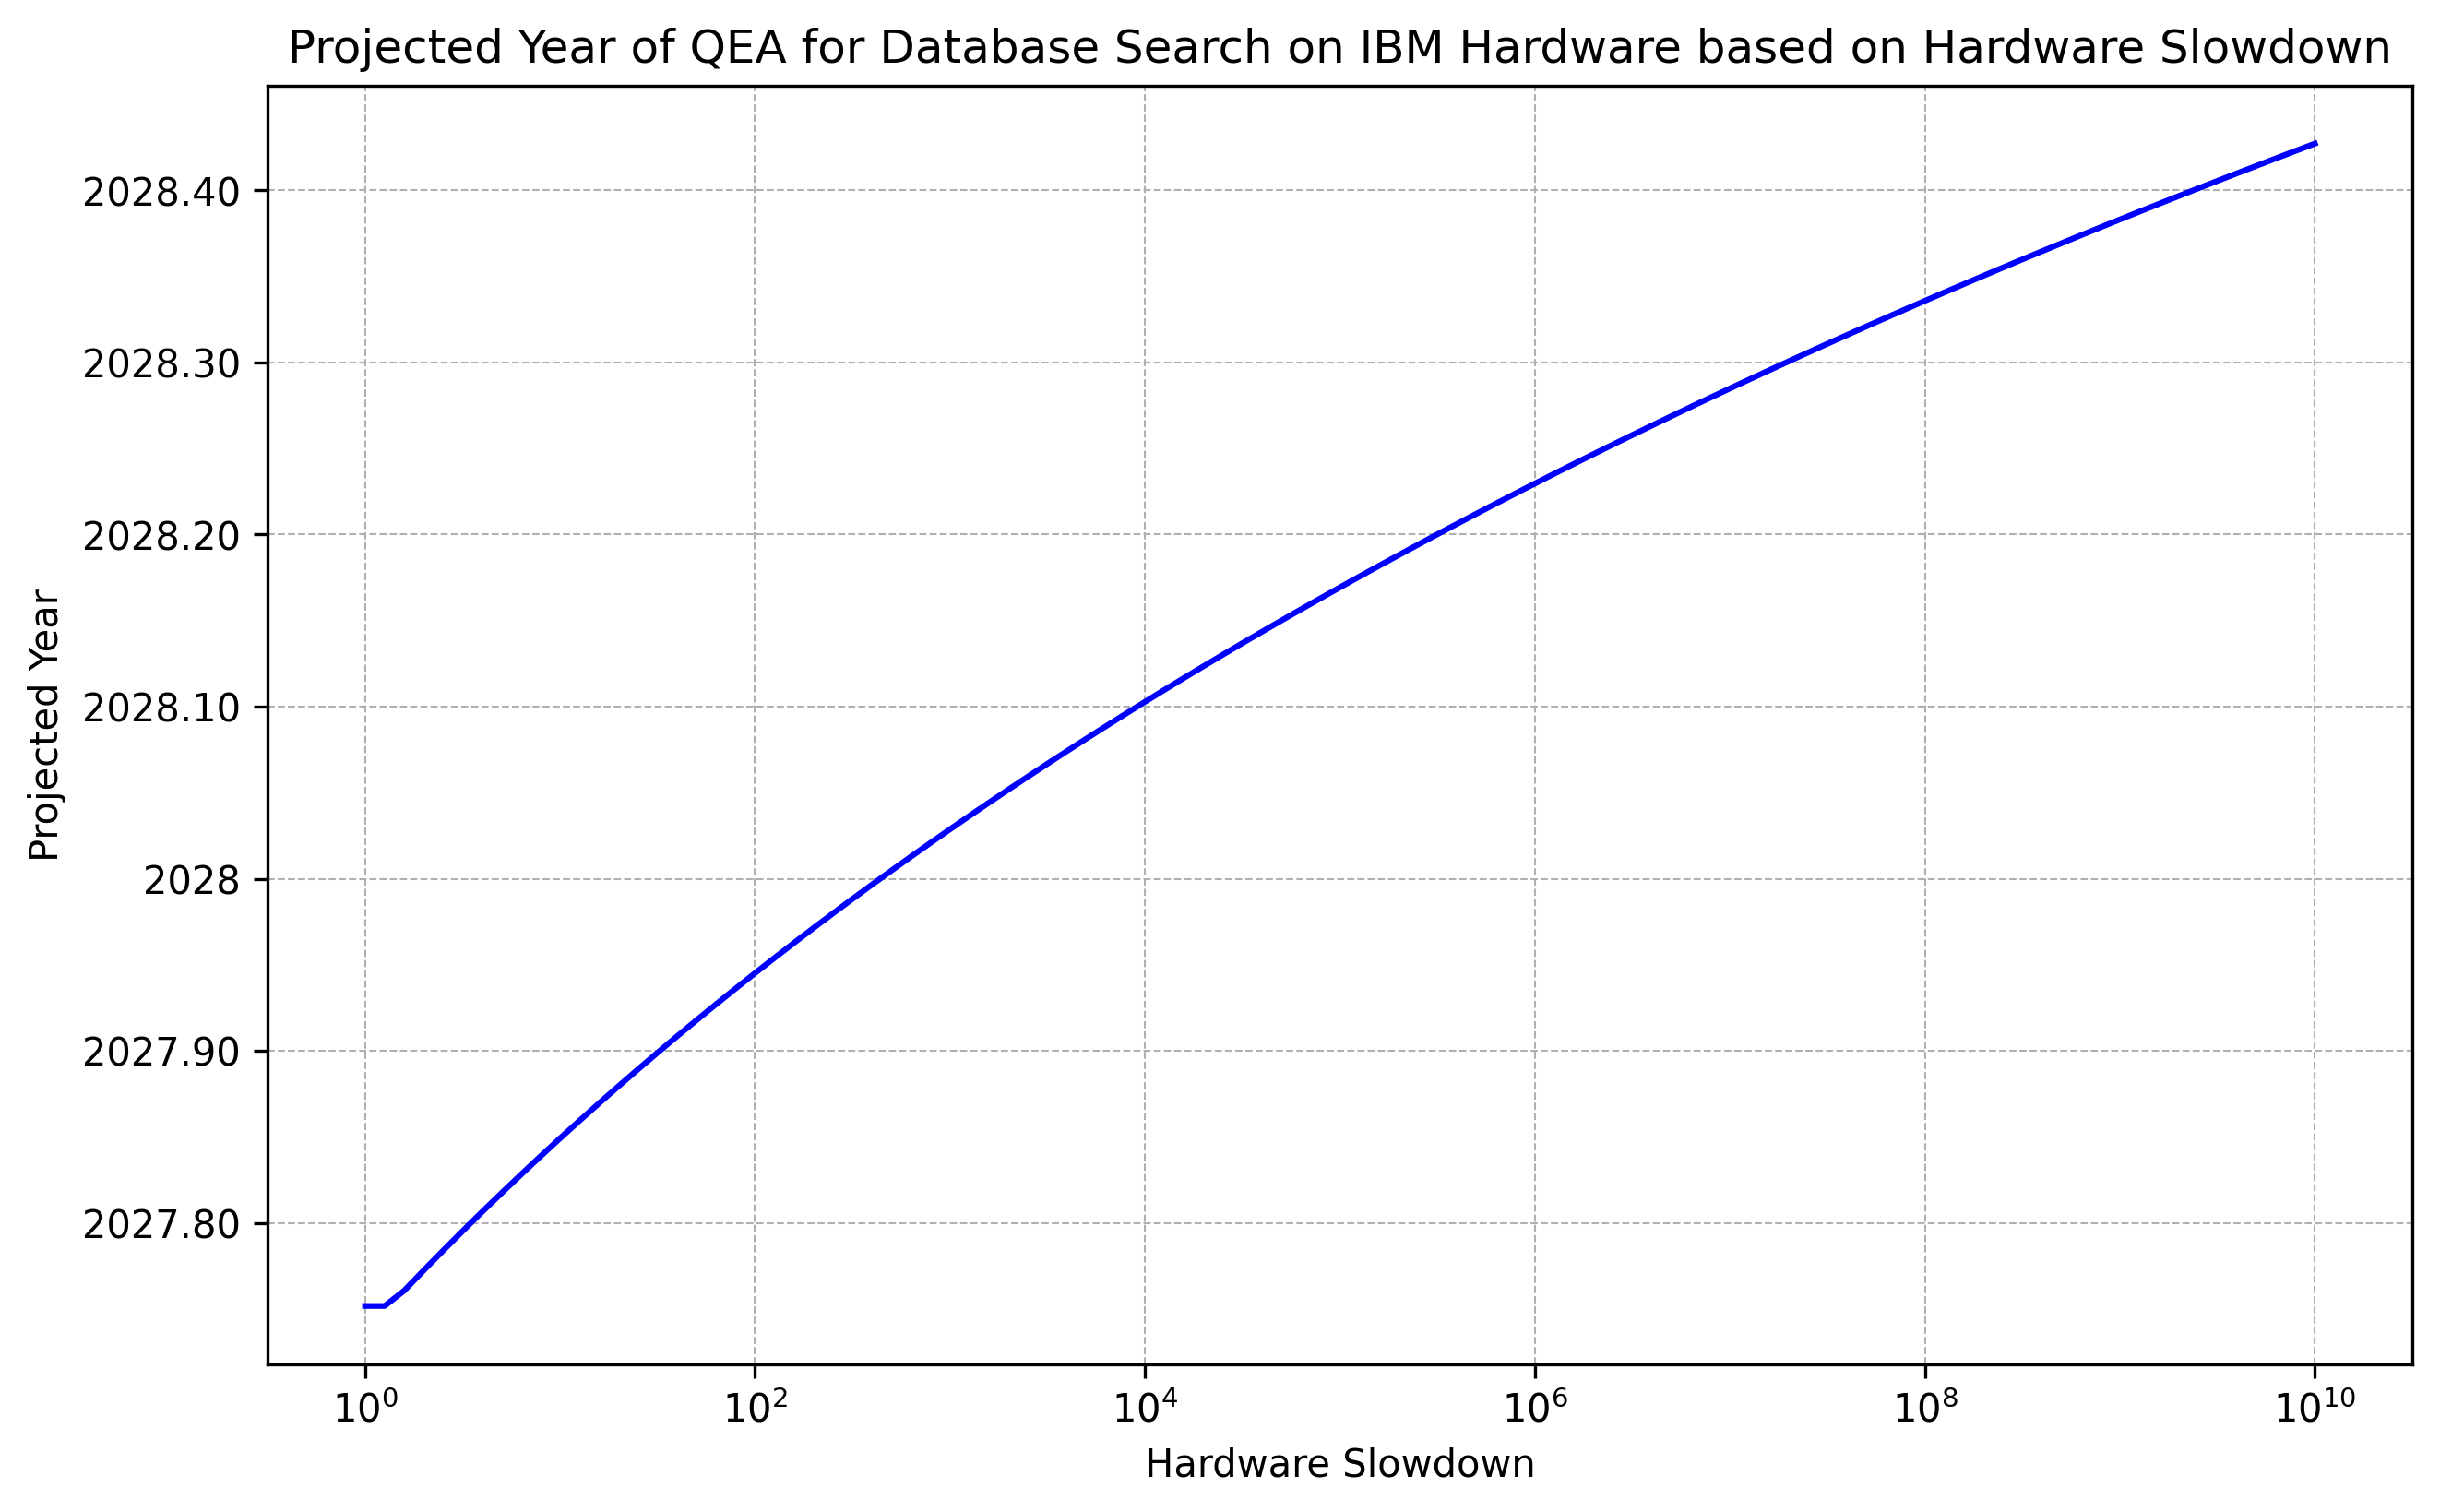 Projected Year of QEA for Database Search on IBM Hardware based on Hardware Slowdown
Projected Year
2028.40
2028.30
2028.20
2028.10
2028
2027.90
2027.80
10⁰ 10² 10⁴ 10⁶ 10⁸ 10¹⁰
Hardware Slowdown